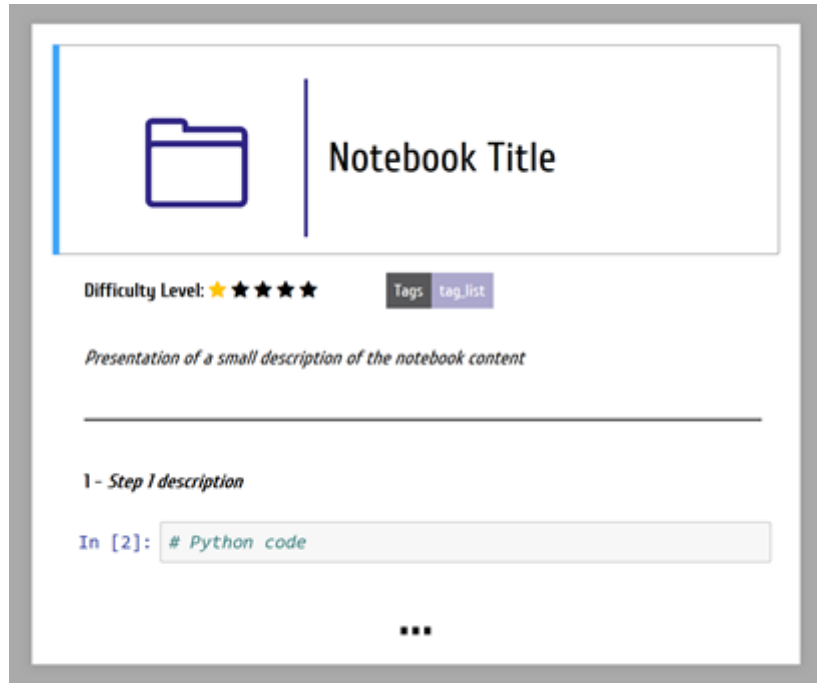 Notebook Title
Difficulty Level: Tags tag_list
Presentation of a small description of the notebook content
1 - Step 1 description
In [2]: # Python code
...